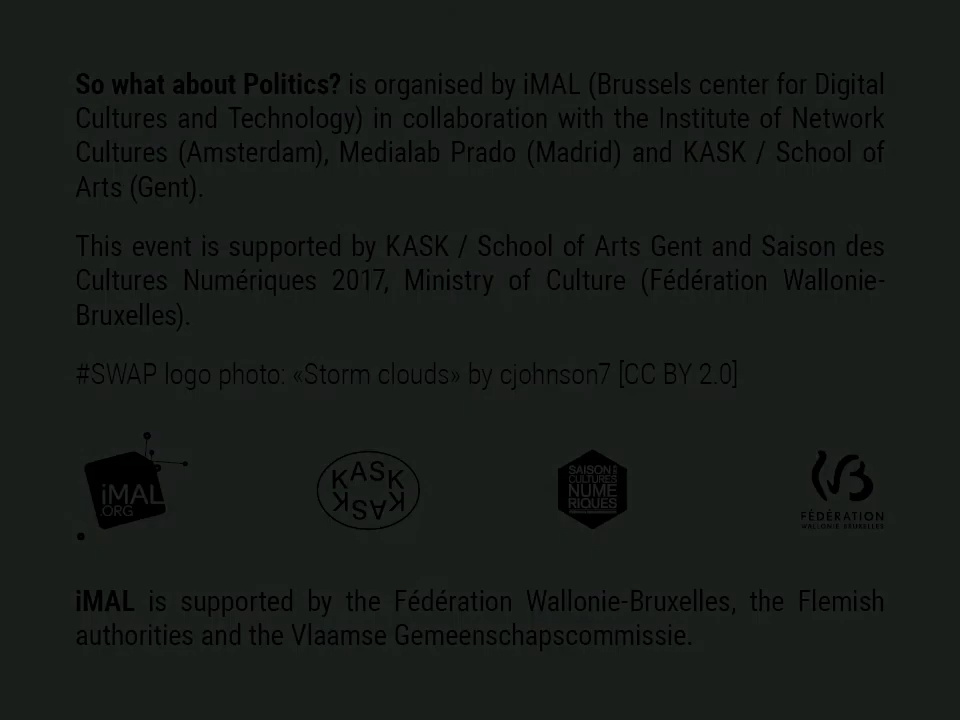 So what about Politics? is organised by iMAL (Brussels center for Digital
Cultures and Technology) in collaboration with the Institute of Network
Cultures (Amsterdam), Medialab Prado (Madrid) and KASK / School of
Arts (Gent).
This event is supported by KASK / School of Arts Gent and Saison des
Cultures Numériques 2017, Ministry of Culture (Fédération Wallonie-
Bruxelles).
#SWAP logo photo: «Storm clouds» by cjohnson7 [CC BY 2.0]
iMAL
.ORG
KASK
KASK
SAISON DES
CULTURES
NUMÉ
RIQUES
FÉDÉRATION
WALLONIE-BRUXELLES
iMAL is supported by the Fédération Wallonie-Bruxelles, the Flemish
authorities and the Vlaamse Gemeenschapscommissie.